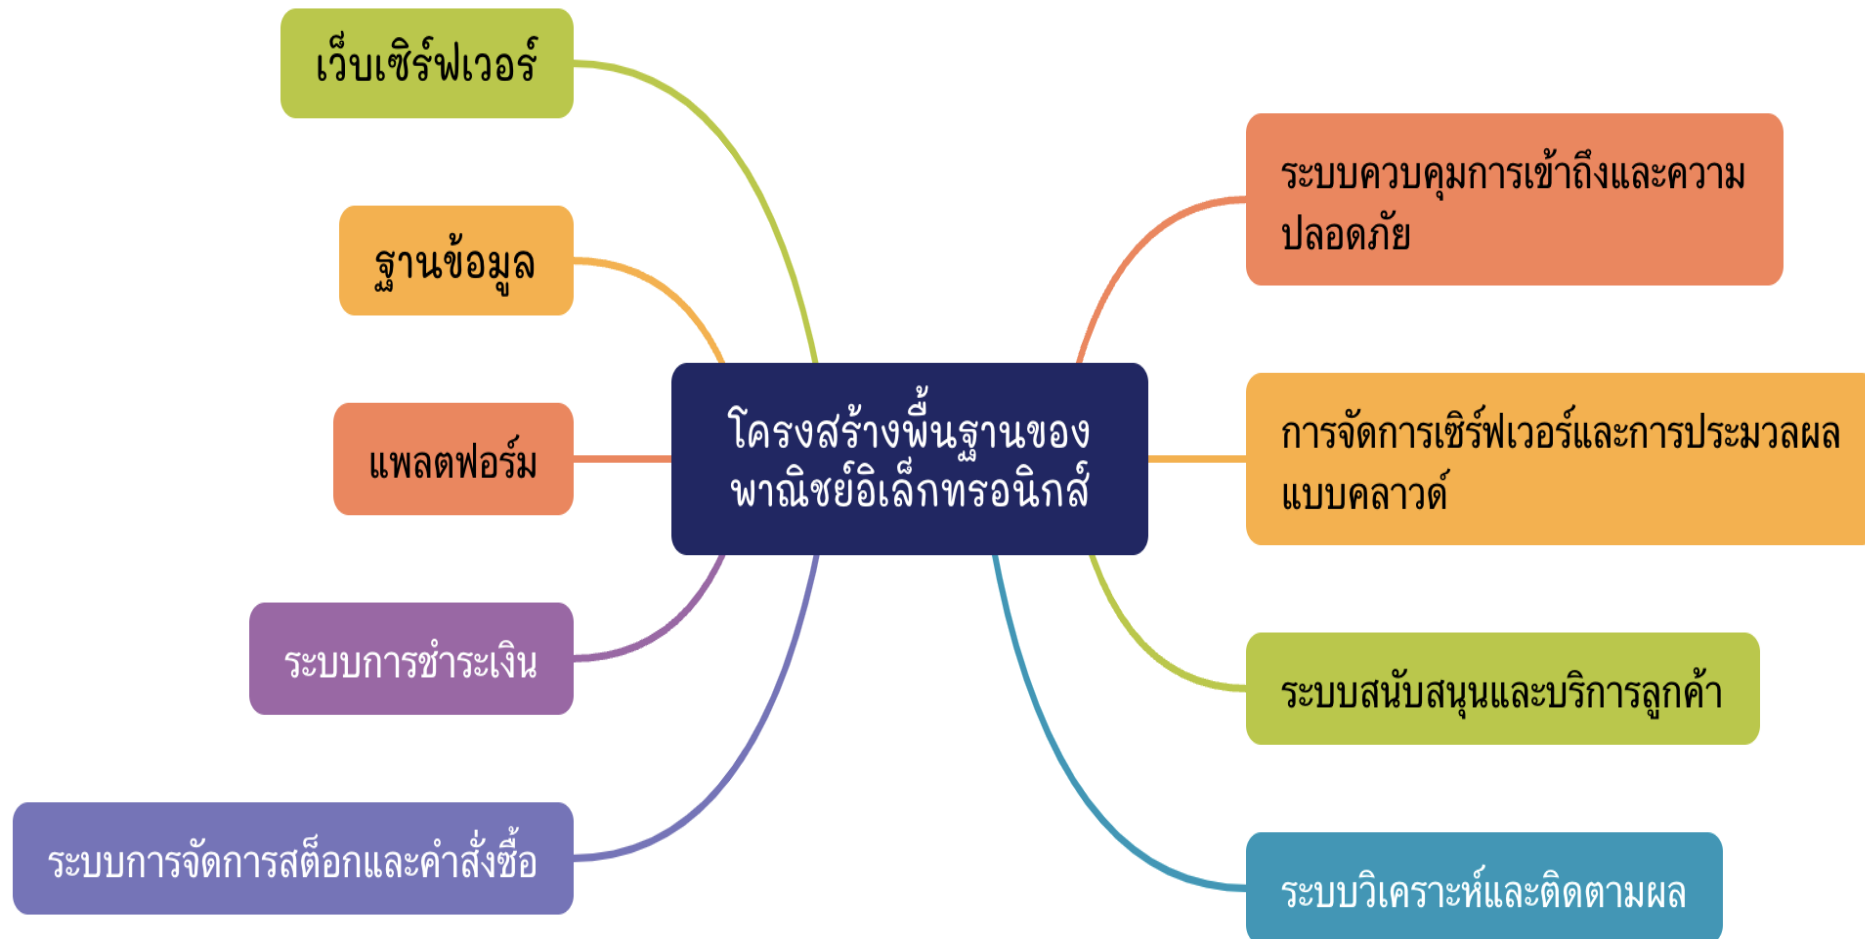 เว็บเซิร์ฟเวอร์
ฐานข้อมูล
แพลตฟอร์ม
ระบบการชำระเงิน
ระบบการจัดการสต็อกและคำสั่งซื้อ
โครงสร้างพื้นฐานของ
พาณิชย์อิเล็กทรอนิกส์
ระบบควบคุมการเข้าถึงและความ
ปลอดภัย
การจัดการเซิร์ฟเวอร์และการประมวลผล
แบบคลาวด์
ระบบสนับสนุนและบริการลูกค้า
ระบบวิเคราะห์และติดตามผล